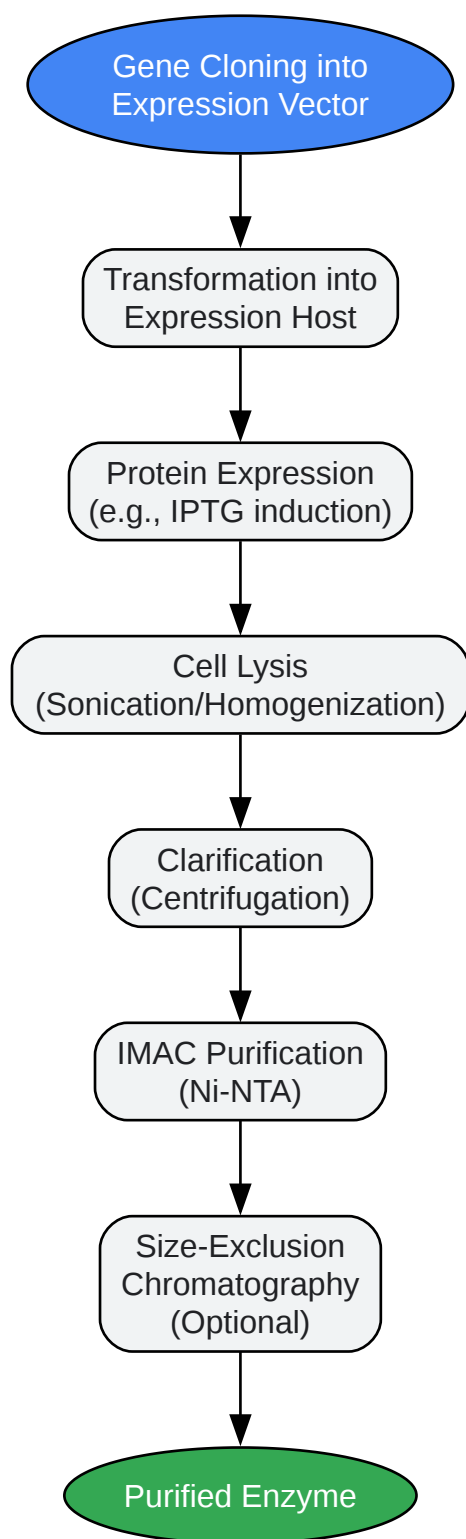 Gene Cloning into
Expression Vector
Transformation into
Expression Host
Protein Expression
(e.g., IPTG induction)
Cell Lysis
(Sonication/Homogenization)
Clarification
(Centrifugation)
IMAC Purification
(Ni-NTA)
Size-Exclusion
Chromatography
(Optional)
Purified Enzyme